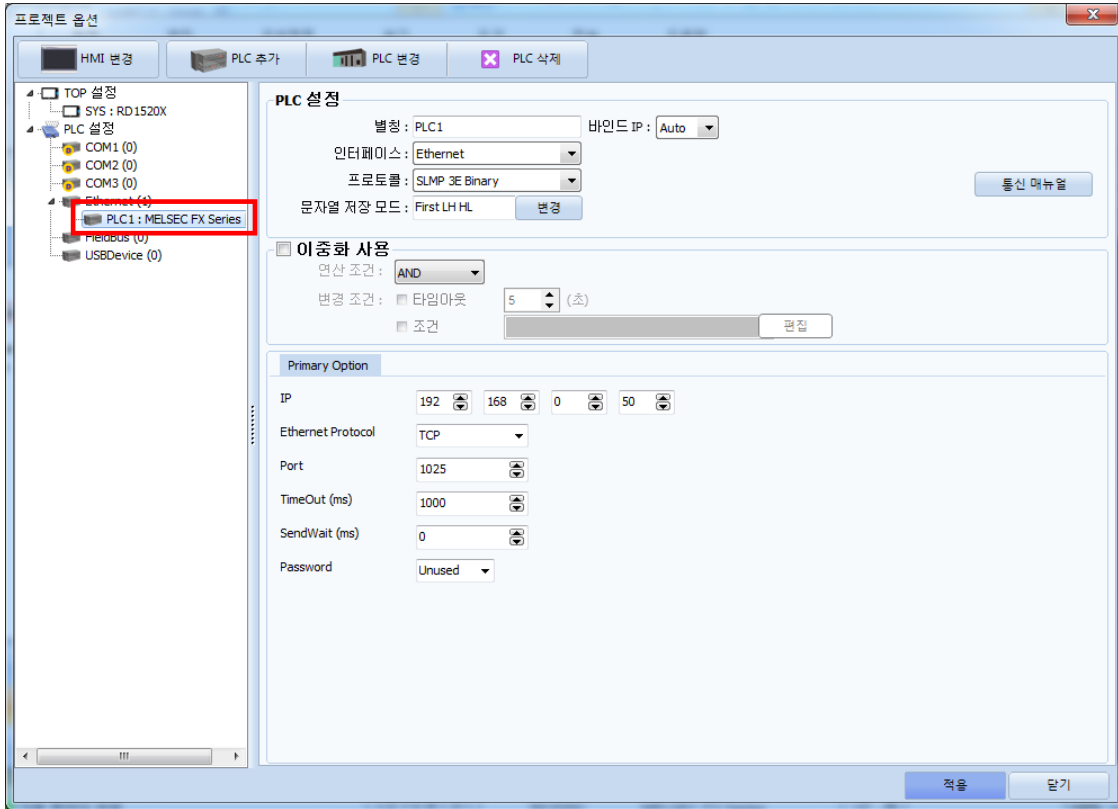 프로젝트 옵션
HMI 변경
PLC 추가
PLC 변경
PLC 삭제
TOP 설정
SYS : RD1520X
PLC 설정
COM1 (0)
COM2 (0)
COM3 (0)
Ethernet (1)
PLC1 : MELSEC FX Series
FieldBus (0)
USBDevice (0)
PLC 설정
별칭 : PLC1 바인드 IP : Auto
인터페이스 : Ethernet
프로토콜 : SLMP 3E Binary
통신 매뉴얼
문자열 저장 모드 : First LH HL 변경
이중화 사용
연산 조건 : AND
변경 조건 : 타임아웃 5 (초)
조건 편집
Primary Option
IP 192 168 0 50
Ethernet Protocol TCP
Port 1025
TimeOut (ms) 1000
SendWait (ms) 0
Password Unused
적용 닫기